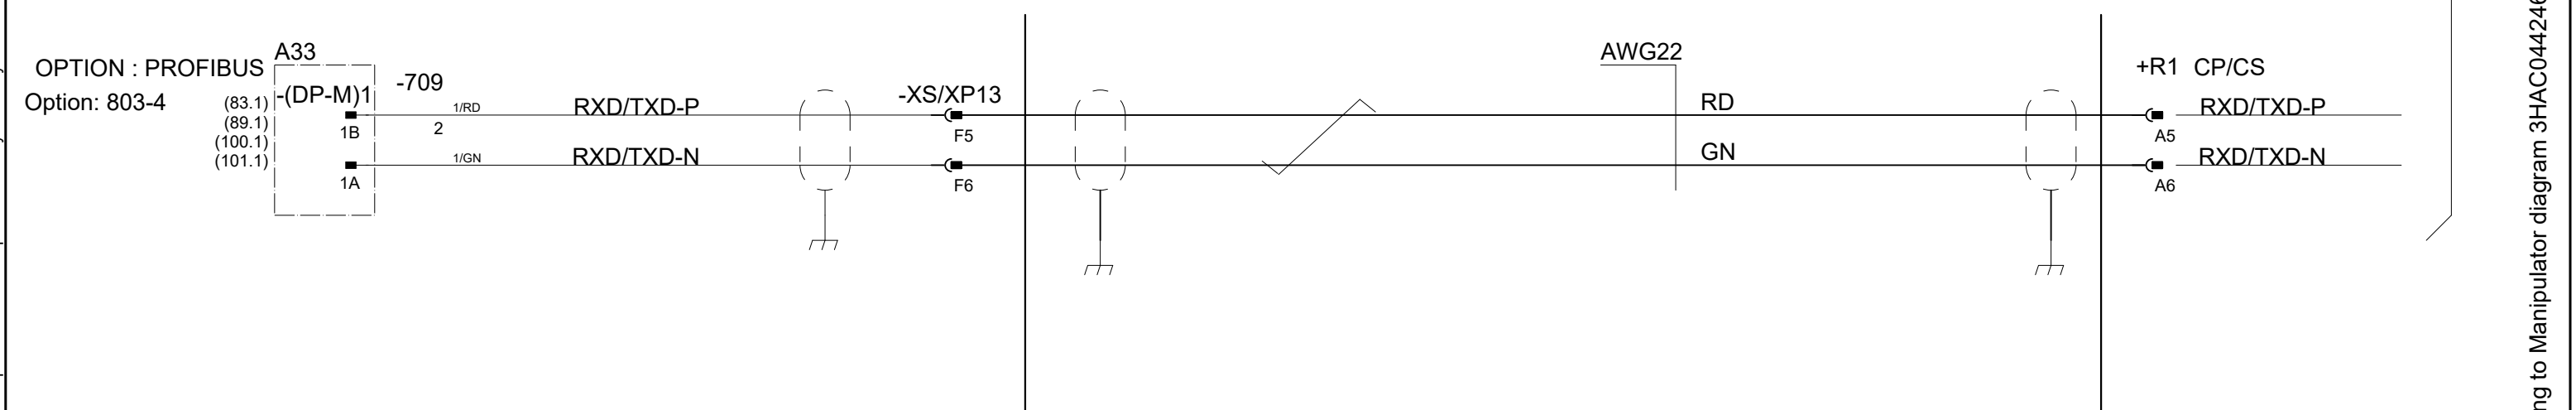 OPTION : PROFIBUS
Option: 803-4
(83.1)
(89.1)
(100.1)
(101.1)
A33
-(DP-M)1
1B
1A
-709
1/RD
2
1/GN
RXD/TXD-P
RXD/TXD-N
-XS/XP13
F5
F6
AWG22
RD
GN
+R1 CP/CS
A5
A6
RXD/TXD-P
RXD/TXD-N
ng to Manipulator diagram 3HAC044246